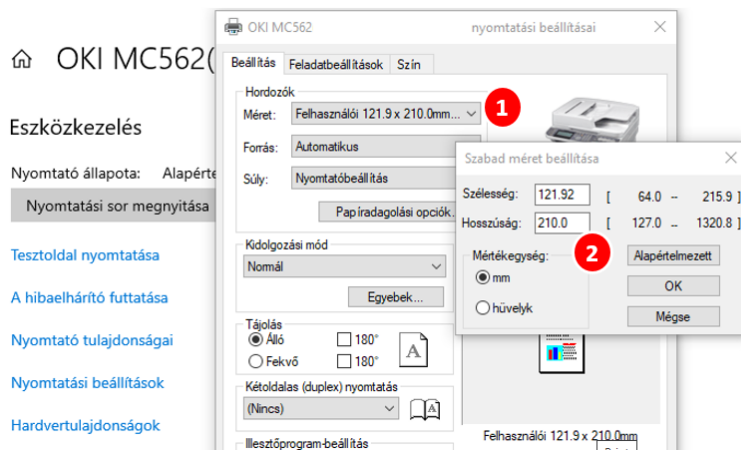 OKI MC562(
Eszközkezelés
Nyomtató állapota: Alapérte
Nyomtatási sor megnyitása
Tesztoldal nyomtatása
A hibaelhárító futtatása
Nyomtató tulajdonságai
Nyomtatási beállítások
Hardvertulajdonságok
OKI MC562 nyomtatási beállításai
Beállítás Feladatbeállítások Szín
Hordozók
Méret: Felhasználói 121.9 x 210.0mm... 1
Forrás: Automatikus
Súly: Nyomtatóbeállítás
Papíradagolási opciók.
Kidolgozási mód
Normál
Egyebek...
Tájolás
Álló 180°
Fekvő 180°
A
Kétoldalas (duplex) nyomtatás
(Nincs)
A
Illesztőprogram-beállítás
Szabad méret beállítása
Szélesség: 121.92 [ 64.0 -- 215.9 ]
Hosszúság: 210.0 [ 127.0 -- 1320.8 ]
Mértékegység: 2
mm
hüvelyk
Alapértelmezett
OK
Mégse
Felhasználói 121.9 x 210.0mm